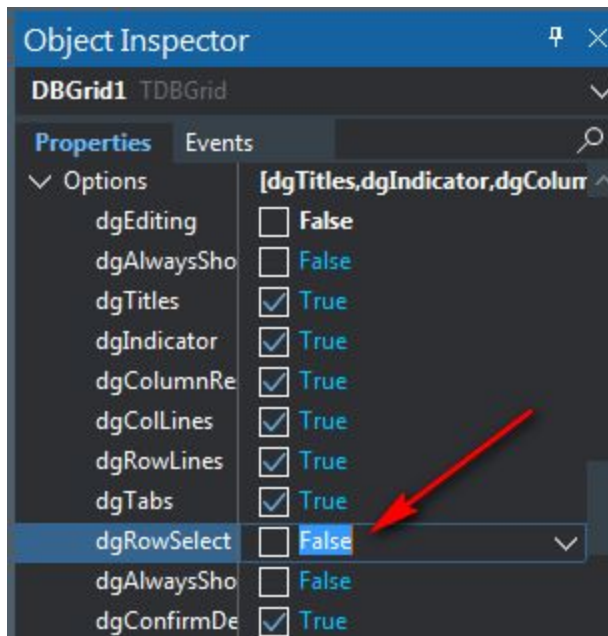 Object Inspector
DBGrid1 TDBGrid
Properties Events
Options [dgTitles,dgIndicator,dgColum
dgEditing False
dgAlwaysSho False
dgTitles True
dgIndicator True
dgColumnRe True
dgColLines True
dgRowLines True
dgTabs True
dgRowSelect False
dgAlwaysSho False
dgConfirmDe True